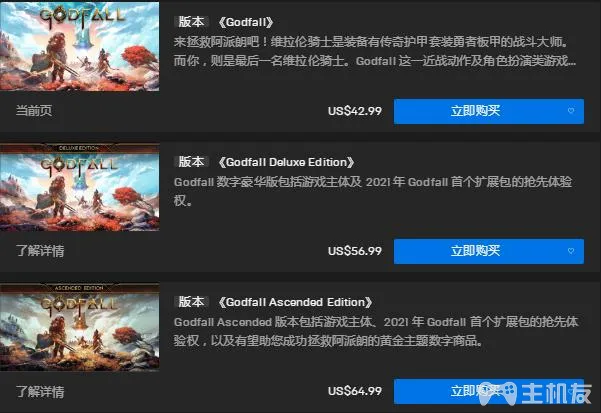 GODFALL
版本 《Godfall》
来拯救阿派朗吧！维拉伦骑士是装备有传奇护甲套装勇者板甲的战斗大师。
而你，则是最后一名维拉伦骑士。Godfall 这一近战动作及角色扮演类游戏...
当前页 US$42.99 立即购买
DELUXE EDITION
GODFALL
版本 《Godfall Deluxe Edition》
Godfall 数字豪华版包括游戏主体及 2021 年 Godfall 首个扩展包的抢先体验
权。
了解详情 US$56.99 立即购买
ASCENDED EDITION
GODFALL
版本 《Godfall Ascended Edition》
Godfall Ascended 版本包括游戏主体、2021 年 Godfall 首个扩展包的抢先体
验权，以及有望助您成功拯救阿派朗的黄金主题数字商品。
了解详情 US$64.99 立即购买
主机友